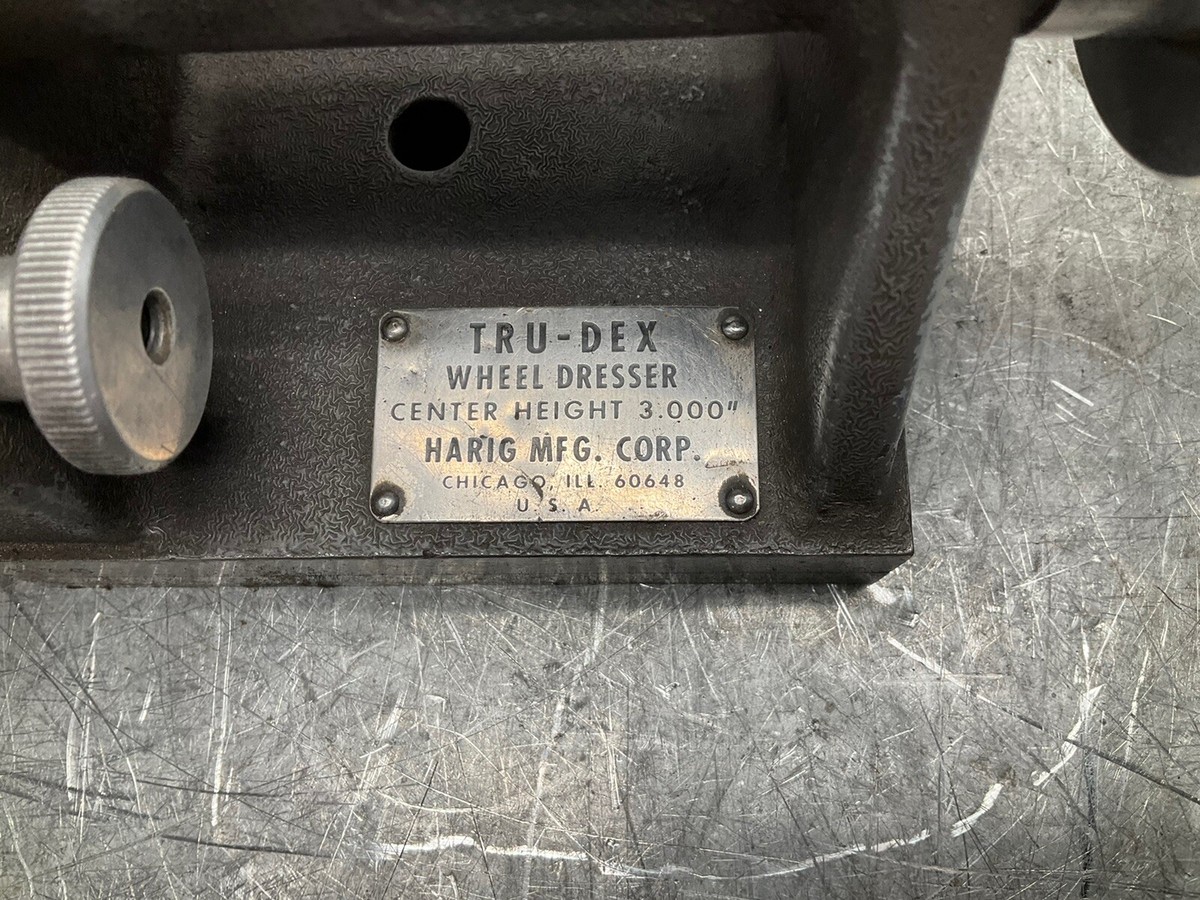 TRU-DEX
WHEEL DRESSER
CENTER HEIGHT 3.000"
HARIG MFG. CORP.
CHICAGO, ILL. 60648
U. S. A.